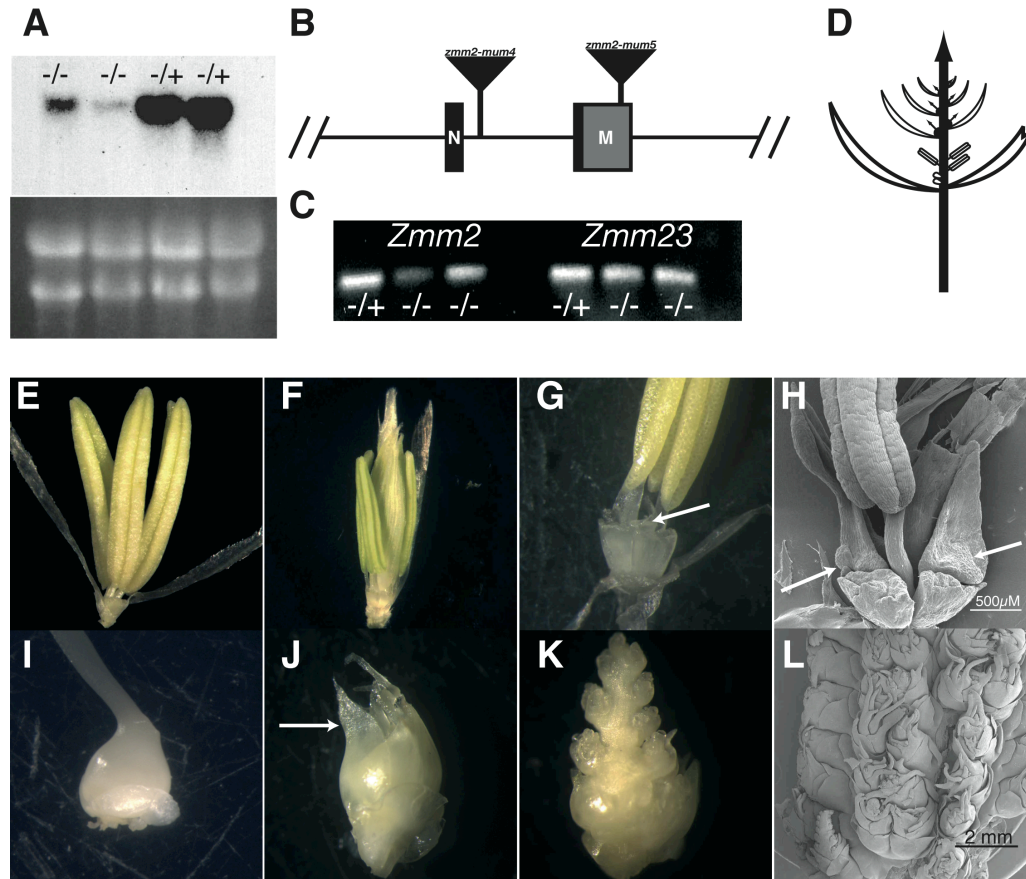 A
-/- -/- -/+ -/+
B
zmm2-mum4 zmm2-mum5
N M
C
Zmm2 Zmm23
-/+ -/- -/- -/+ -/- -/-
D
E
F
G
H
500µM
I
J
K
L
2 mm